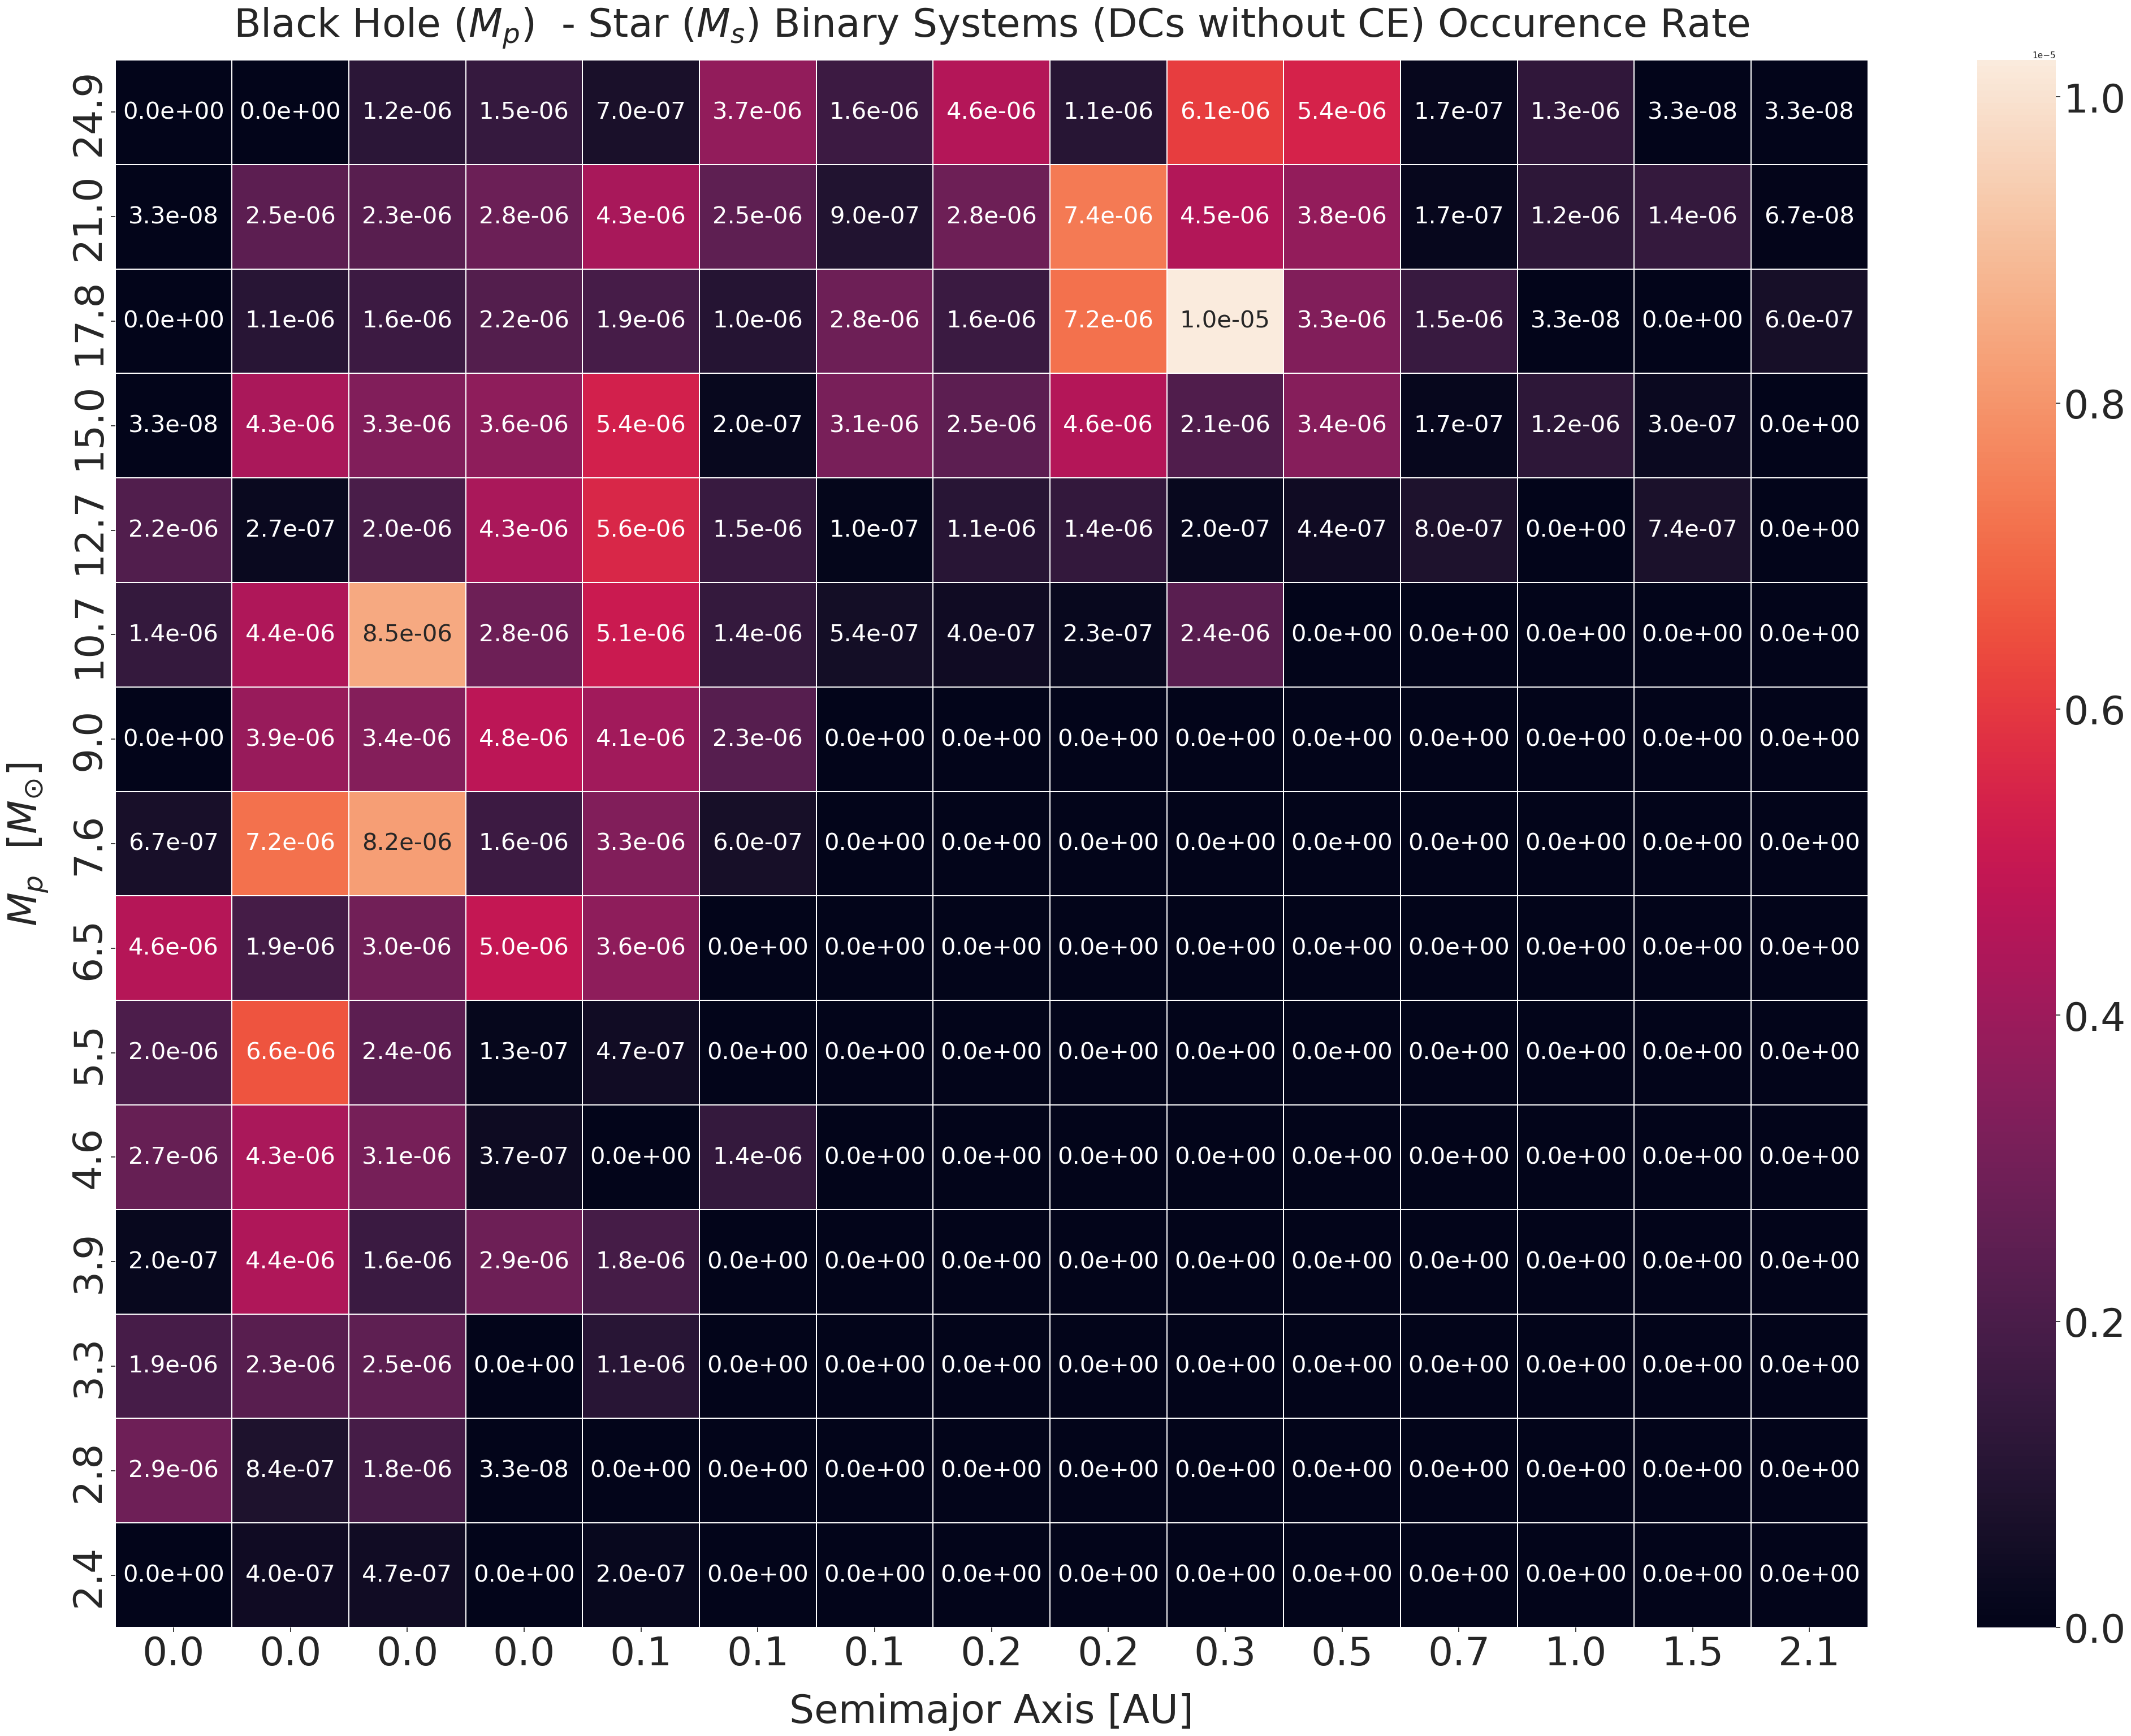 Black Hole (M_p) - Star (M_s) Binary Systems (DCs without CE) Occurence Rate
1e−5
24.9 0.0e+00 0.0e+00 1.2e-06 1.5e-06 7.0e-07 3.7e-06 1.6e-06 4.6e-06 1.1e-06 6.1e-06 5.4e-06 1.7e-07 1.3e-06 3.3e-08 3.3e-08
21.0 3.3e-08 2.5e-06 2.3e-06 2.8e-06 4.3e-06 2.5e-06 9.0e-07 2.8e-06 7.4e-06 4.5e-06 3.8e-06 1.7e-07 1.2e-06 1.4e-06 6.7e-08
17.8 0.0e+00 1.1e-06 1.6e-06 2.2e-06 1.9e-06 1.0e-06 2.8e-06 1.6e-06 7.2e-06 1.0e-05 3.3e-06 1.5e-06 3.3e-08 0.0e+00 6.0e-07
15.0 3.3e-08 4.3e-06 3.3e-06 3.6e-06 5.4e-06 2.0e-07 3.1e-06 2.5e-06 4.6e-06 2.1e-06 3.4e-06 1.7e-07 1.2e-06 3.0e-07 0.0e+00
12.7 2.2e-06 2.7e-07 2.0e-06 4.3e-06 5.6e-06 1.5e-06 1.0e-07 1.1e-06 1.4e-06 2.0e-07 4.4e-07 8.0e-07 0.0e+00 7.4e-07 0.0e+00
10.7 1.4e-06 4.4e-06 8.5e-06 2.8e-06 5.1e-06 1.4e-06 5.4e-07 4.0e-07 2.3e-07 2.4e-06 0.0e+00 0.0e+00 0.0e+00 0.0e+00 0.0e+00
9.0 0.0e+00 3.9e-06 3.4e-06 4.8e-06 4.1e-06 2.3e-06 0.0e+00 0.0e+00 0.0e+00 0.0e+00 0.0e+00 0.0e+00 0.0e+00 0.0e+00 0.0e+00
7.6 6.7e-07 7.2e-06 8.2e-06 1.6e-06 3.3e-06 6.0e-07 0.0e+00 0.0e+00 0.0e+00 0.0e+00 0.0e+00 0.0e+00 0.0e+00 0.0e+00 0.0e+00
6.5 4.6e-06 1.9e-06 3.0e-06 5.0e-06 3.6e-06 0.0e+00 0.0e+00 0.0e+00 0.0e+00 0.0e+00 0.0e+00 0.0e+00 0.0e+00 0.0e+00 0.0e+00
5.5 2.0e-06 6.6e-06 2.4e-06 1.3e-07 4.7e-07 0.0e+00 0.0e+00 0.0e+00 0.0e+00 0.0e+00 0.0e+00 0.0e+00 0.0e+00 0.0e+00 0.0e+00
4.6 2.7e-06 4.3e-06 3.1e-06 3.7e-07 0.0e+00 1.4e-06 0.0e+00 0.0e+00 0.0e+00 0.0e+00 0.0e+00 0.0e+00 0.0e+00 0.0e+00 0.0e+00
3.9 2.0e-07 4.4e-06 1.6e-06 2.9e-06 1.8e-06 0.0e+00 0.0e+00 0.0e+00 0.0e+00 0.0e+00 0.0e+00 0.0e+00 0.0e+00 0.0e+00 0.0e+00
3.3 1.9e-06 2.3e-06 2.5e-06 0.0e+00 1.1e-06 0.0e+00 0.0e+00 0.0e+00 0.0e+00 0.0e+00 0.0e+00 0.0e+00 0.0e+00 0.0e+00 0.0e+00
2.8 2.9e-06 8.4e-07 1.8e-06 3.3e-08 0.0e+00 0.0e+00 0.0e+00 0.0e+00 0.0e+00 0.0e+00 0.0e+00 0.0e+00 0.0e+00 0.0e+00 0.0e+00
2.4 0.0e+00 4.0e-07 4.7e-07 0.0e+00 2.0e-07 0.0e+00 0.0e+00 0.0e+00 0.0e+00 0.0e+00 0.0e+00 0.0e+00 0.0e+00 0.0e+00 0.0e+00
M_p [M_⊙]
0.0 0.0 0.0 0.0 0.1 0.1 0.1 0.2 0.2 0.3 0.5 0.7 1.0 1.5 2.1
Semimajor Axis [AU]
1.0
0.8
0.6
0.4
0.2
0.0